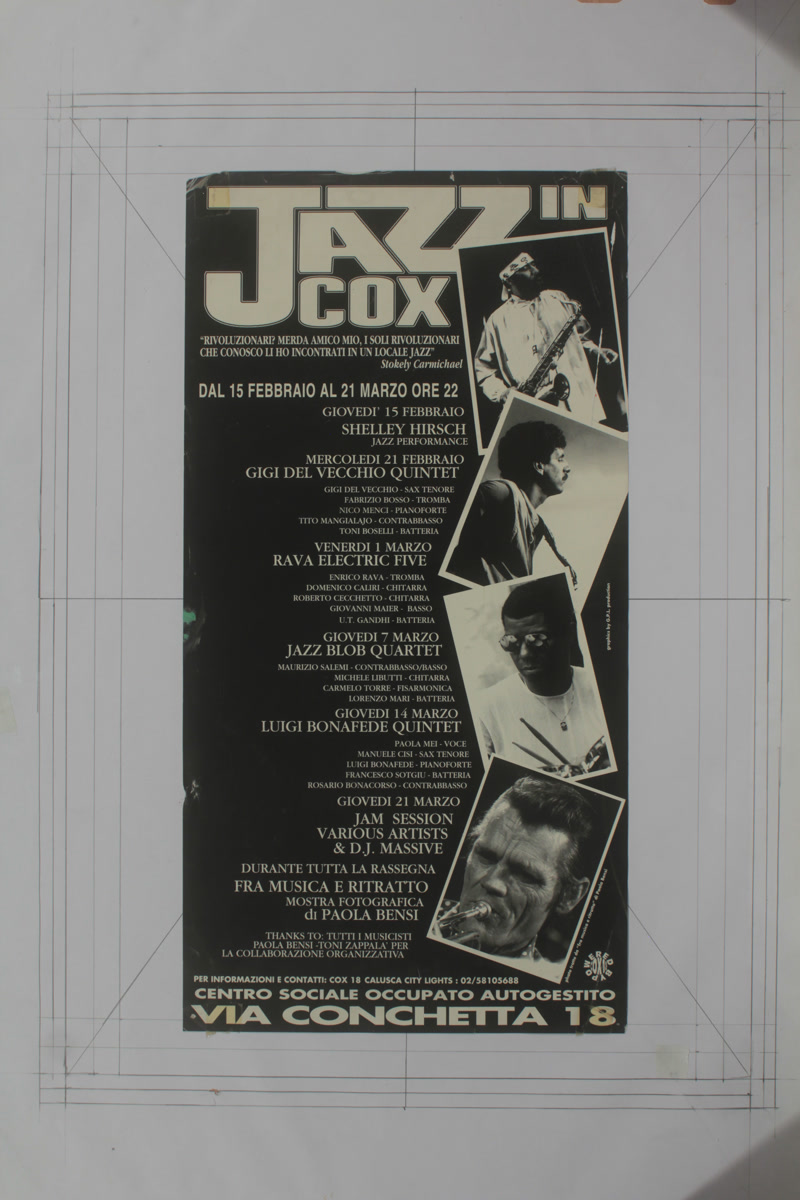 JAZZ IN
COX
"RIVOLUZIONARI? MERDA AMICO MIO, I SOLI RIVOLUZIONARI
CHE CONOSCO LI HO INCONTRATI IN UN LOCALE JAZZ"
Stokely Carmichael
DAL 15 FEBBRAIO AL 21 MARZO ORE 22
GIOVEDI' 15 FEBBRAIO
SHELLEY HIRSCH
JAZZ PERFORMANCE
MERCOLEDI 21 FEBBRAIO
GIGI DEL VECCHIO QUINTET
GIGI DEL VECCHIO - SAX TENORE
FABRIZIO BOSSO - TROMBA
NICO MENCI - PIANOFORTE
TITO MANGIALAJO - CONTRABBASSO
TONI BOSELLI - BATTERIA
VENERDI 1 MARZO
RAVA ELECTRIC FIVE
ENRICO RAVA - TROMBA
DOMENICO CALIRI - CHITARRA
ROBERTO CECCHETTO - CHITARRA
GIOVANNI MAIER - BASSO
U.T. GANDHI - BATTERIA
GIOVEDI 7 MARZO
JAZZ BLOB QUARTET
MAURIZIO SALEMI - CONTRABBASSO/BASSO
MICHELE LIBUTTI - CHITARRA
CARMELO TORRE - FISARMONICA
LORENZO MARI - BATTERIA
GIOVEDI 14 MARZO
LUIGI BONAFEDE QUINTET
PAOLA MEI - VOCE
MANUELE CISI - SAX TENORE
LUIGI BONAFEDE - PIANOFORTE
FRANCESCO SOTGIU - BATTERIA
ROSARIO BONACORSO - CONTRABBASSO
GIOVEDI 21 MARZO
JAM SESSION
VARIOUS ARTISTS
& D.J. MASSIVE
DURANTE TUTTA LA RASSEGNA
FRA MUSICA E RITRATTO
MOSTRA FOTOGRAFICA
di PAOLA BENSI
THANKS TO: TUTTI I MUSICISTI
PAOLA BENSI -TONI ZAPPALA' PER
LA COLLABORAZIONE ORGANIZZATIVA
graphics by G.P.L. production
PER INFORMAZIONI E CONTATTI: COX 18 CALUSCA CITY LIGHTS : 02/58105688
CENTRO SOCIALE OCCUPATO AUTOGESTITO
VIA CONCHETTA 18